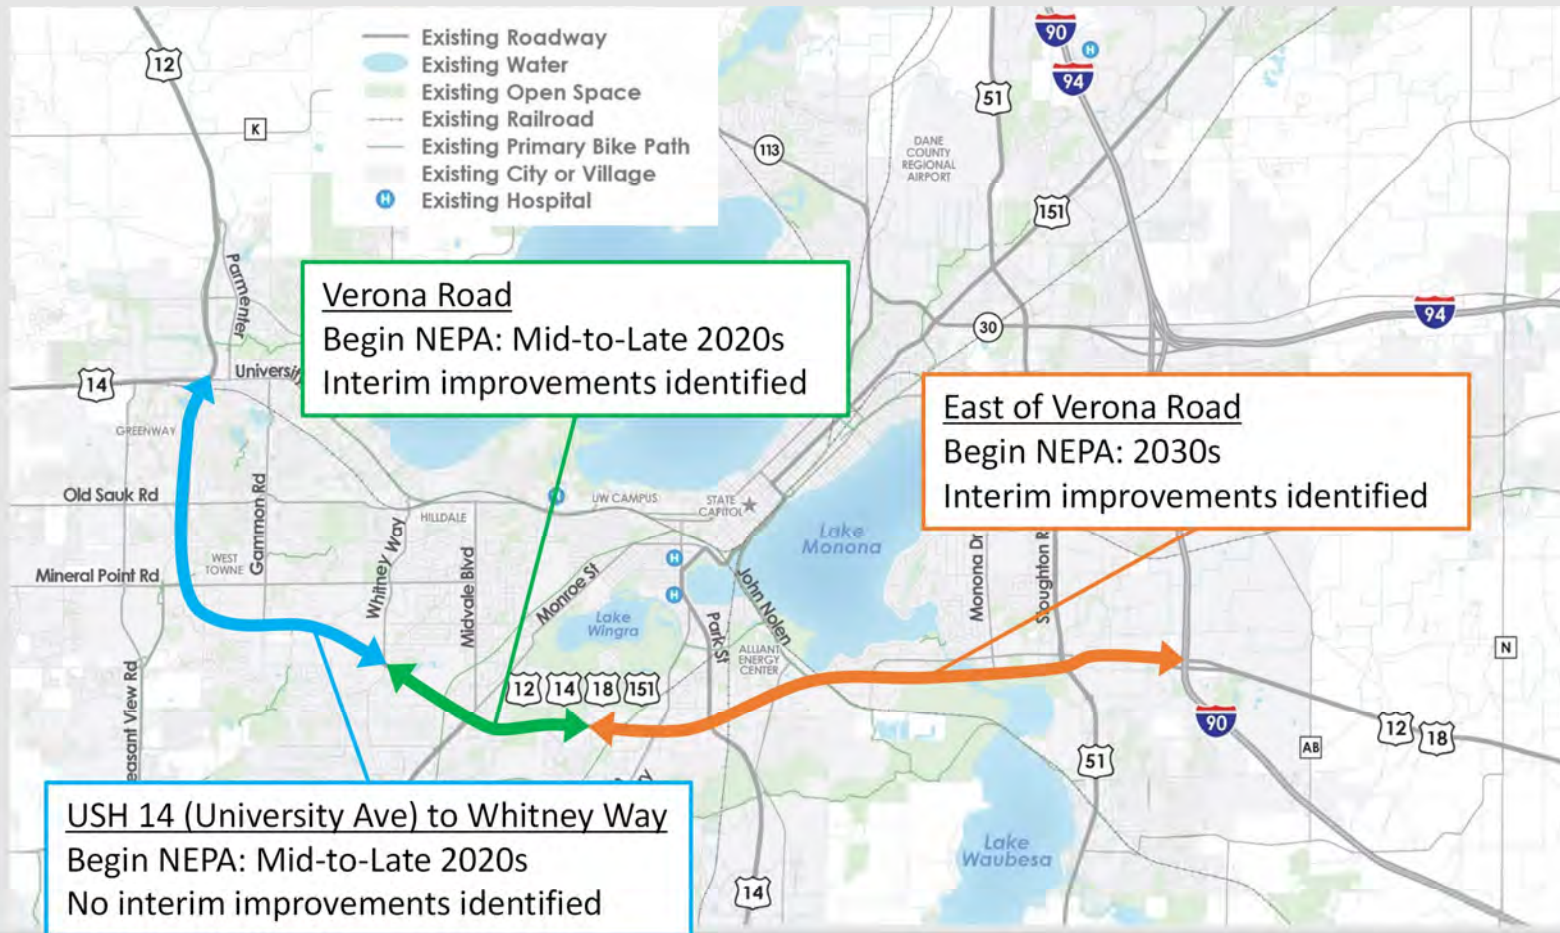 Existing Roadway
Existing Water
Existing Open Space
Existing Railroad
Existing Primary Bike Path
Existing City or Village
H Existing Hospital
12
K
113
51
90
H
94
DANE
COUNTY
REGIONAL
AIRPORT
151
Parmenter
30
94
14
Verona Road
Begin NEPA: Mid-to-Late 2020s
Interim improvements identified
East of Verona Road
Begin NEPA: 2030s
Interim improvements identified
GREENWAY
Old Sauk Rd
Gammon Rd
HILLDALE
H
UW CAMPUS
STATE
CAPITOL
Lake
Monona
WEST
TOWNE
Mineral Point Rd
Whitney Way
Midvale Blvd
Monroe St
H
H
Lake
Wingra
Park St
John Nolen
ALLIANT
ENERGY
CENTER
Monona Dr
N
12 14 18 151
90
12 18
AB
51
14
Lake
Waubesa
USH 14 (University Ave) to Whitney Way
Begin NEPA: Mid-to-Late 2020s
No interim improvements identified